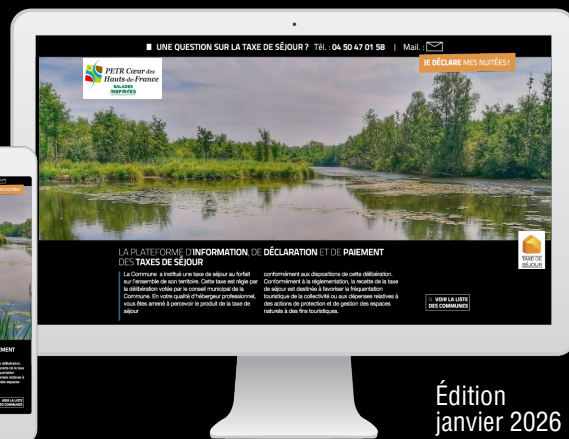 UNE QUESTION SUR LA TAXE DE SÉJOUR ? Tél. : 04 50 47 01 58 | Mail. :
JE DÉCLARE MES NUITÉES !
PETR Cœur des
Hauts-de-France
BALADES
INSPIRÉES
LA PLATEFORME D'INFORMATION, DE DÉCLARATION ET DE PAIEMENT
DES TAXES DE SÉJOUR
La Commune a institué une taxe de séjour au forfait
sur l'ensemble de son territoire. Cette taxe est régie par
la délibération votée par le conseil municipal de la
Commune. En votre qualité d'hébergeur professionnel,
vous êtes amené à percevoir le produit de la taxe de
séjour
conformément aux dispositions de cette délibération.
Conformément à la réglementation, la recette de la taxe
de séjour est destinée à favoriser la fréquentation
touristique de la collectivité ou aux dépenses relatives à
des actions de protection et de gestion des espaces
naturels à des fins touristiques.
TAXE DE
SÉJOUR
VOIR LA LISTE
DES COMMUNES
VOIR LA LISTE
DES COMMUNES
Édition
janvier 2026